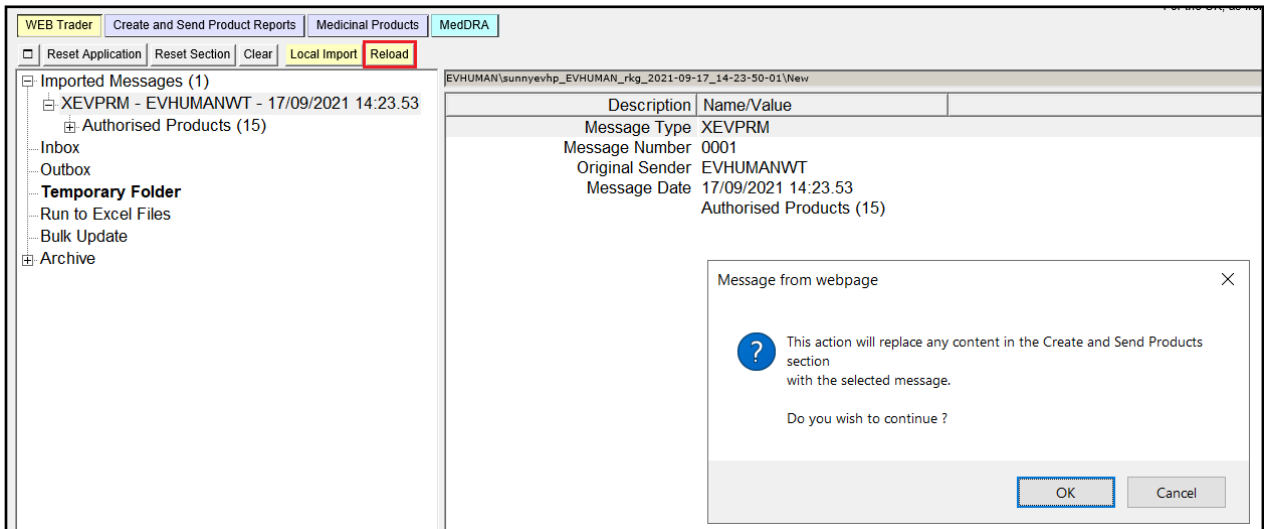 WEB Trader Create and Send Product Reports Medicinal Products MedDRA
Reset Application Reset Section Clear Local Import Reload
Imported Messages (1)
XEVPRM - EVHUMANWT - 17/09/2021 14:23.53
Authorised Products (15)
Inbox
Outbox
Temporary Folder
Run to Excel Files
Bulk Update
Archive
EVHUMAN\sunnyevhp_EVHUMAN_rkg_2021-09-17_14-23-50-01\New
Description Name/Value
Message Type XEVPRM
Message Number 0001
Original Sender EVHUMANWT
Message Date 17/09/2021 14:23.53
Authorised Products (15)
Message from webpage
This action will replace any content in the Create and Send Products
section
with the selected message.
Do you wish to continue ?
OK Cancel